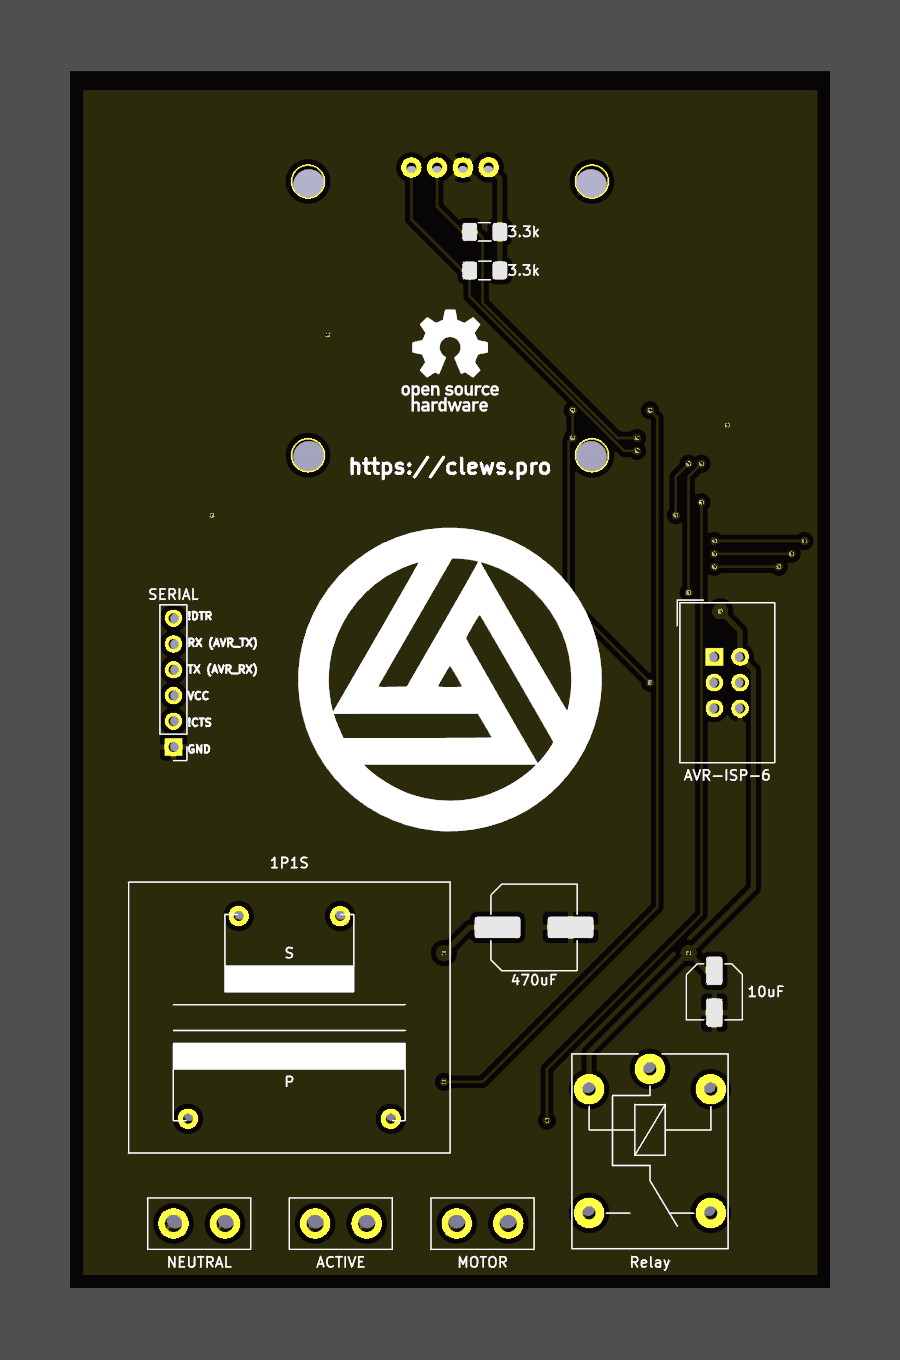 3.3k
3.3k
open source
hardware
https://clews.pro
SERIAL
!DTR
RX (AVR_TX)
TX (AVR_RX)
VCC
!CTS
GND
AVR-ISP-6
1P1S
S
470uF
10uF
P
NEUTRAL
ACTIVE
MOTOR
Relay